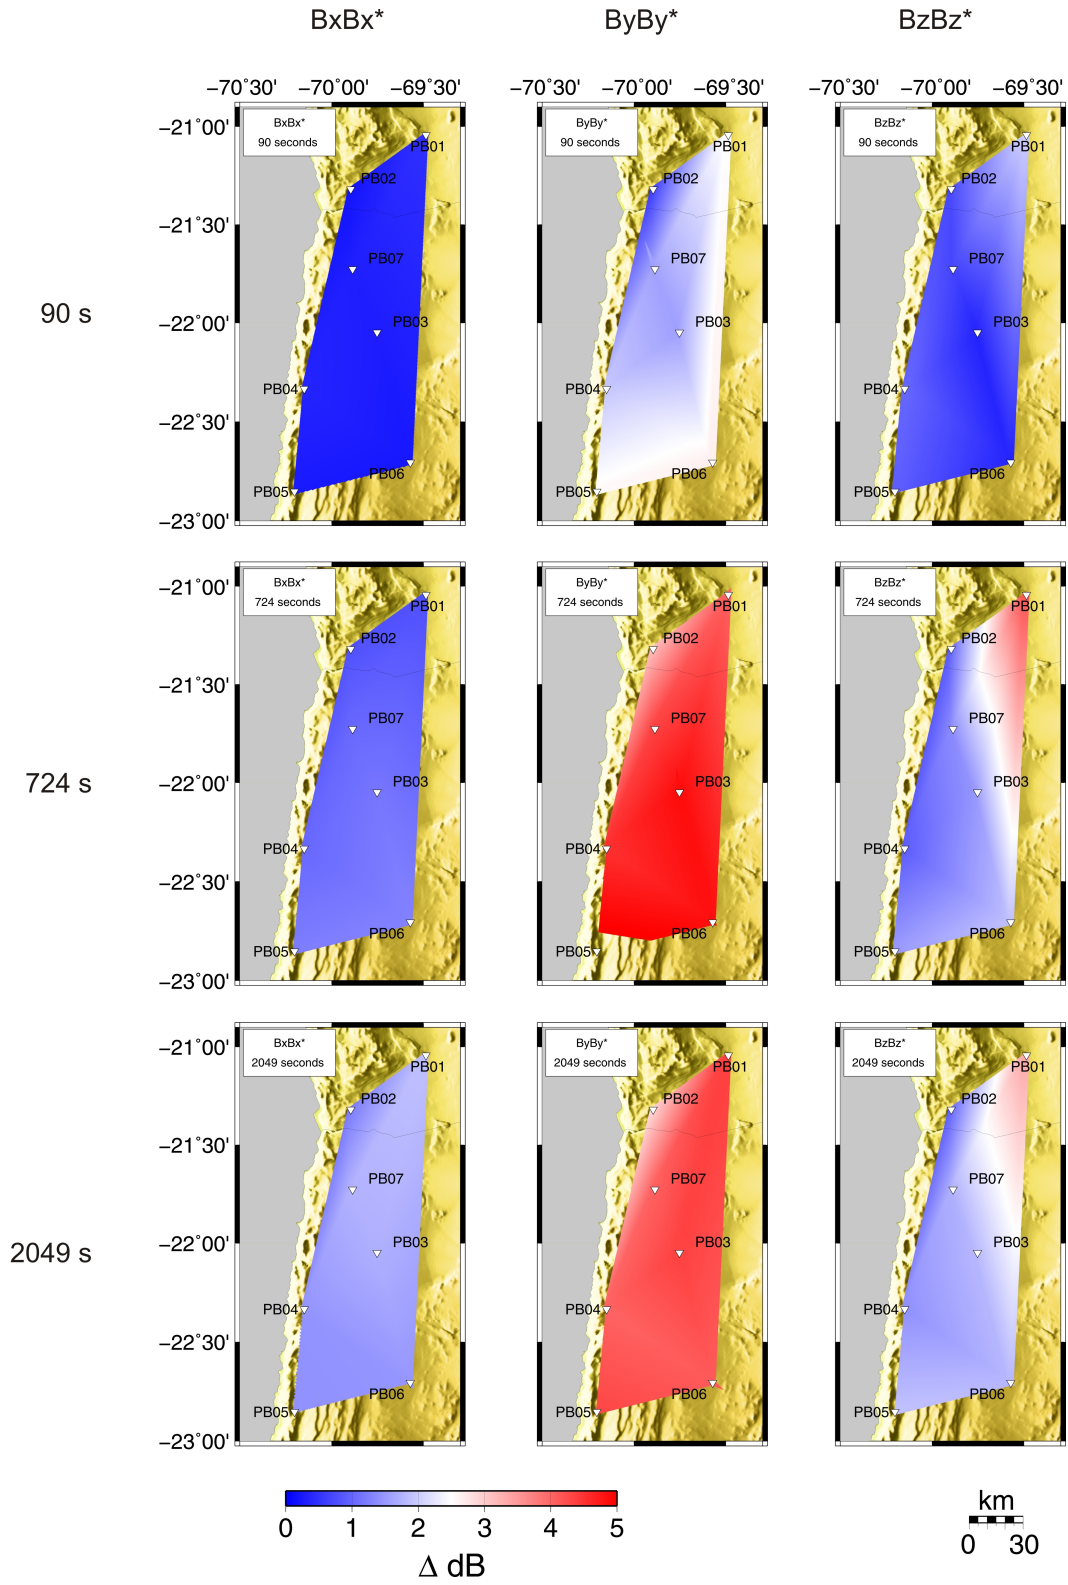 BxBx* ByBy* BzBz*
−70˚30' −70˚00' −69˚30' −70˚30' −70˚00' −69˚30' −70˚30' −70˚00' −69˚30'
90 s
−21˚00'
−21˚30'
−22˚00'
−22˚30'
−23˚00'
BxBx*
90 seconds
PB01
PB02
PB07
PB03
PB04
PB06
PB05
ByBy*
90 seconds
PB01
PB02
PB07
PB03
PB04
PB06
PB05
BzBz*
90 seconds
PB01
PB02
PB07
PB03
PB04
PB06
PB05
724 s
−21˚00'
−21˚30'
−22˚00'
−22˚30'
−23˚00'
BxBx*
724 seconds
PB01
PB02
PB07
PB03
PB04
PB06
PB05
ByBy*
724 seconds
PB01
PB02
PB07
PB03
PB04
PB06
PB05
BzBz*
724 seconds
PB01
PB02
PB07
PB03
PB04
PB06
PB05
2049 s
−21˚00'
−21˚30'
−22˚00'
−22˚30'
−23˚00'
BxBx*
2049 seconds
PB01
PB02
PB07
PB03
PB04
PB06
PB05
ByBy*
2049 seconds
PB01
PB02
PB07
PB03
PB04
PB06
PB05
BzBz*
2049 seconds
PB01
PB02
PB07
PB03
PB04
PB06
PB05
0 1 2 3 4 5
Δ dB
km
0 30